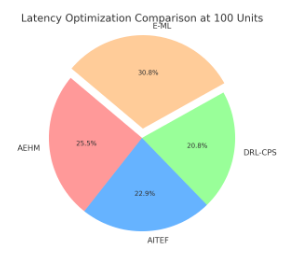 Latency Optimization Comparison at 100 Units
E-ML
30.8%
AEHM
25.5%
20.8%
DRL-CPS
22.9%
AITEF